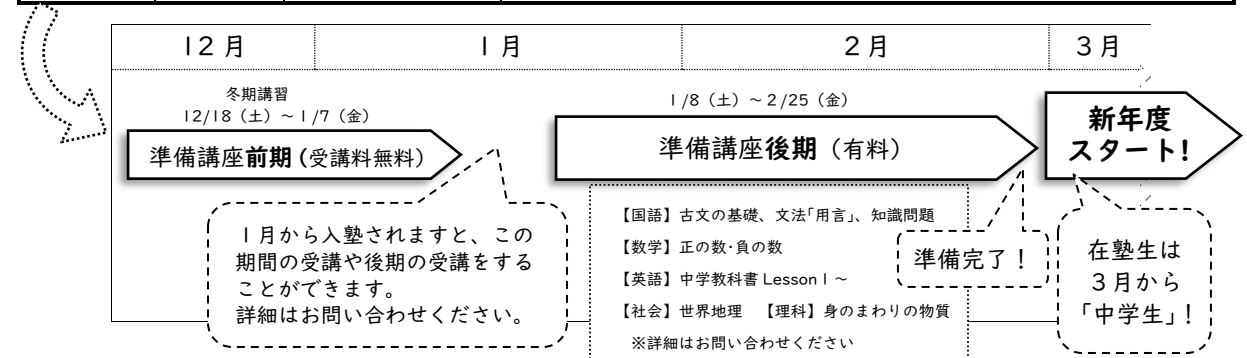 12月
1月
2月
3月
冬期講習
12/18（土）～1/7（金）
準備講座前期（受講料無料）
1/8（土）～2/25（金）
準備講座後期（有料）
新年度
スタート！
1月から入塾されますと、この
期間の受講や後期の受講をする
ことができます。
詳細はお問い合わせください。
【国語】古文の基礎、文法「用言」、知識問題
【数学】正の数・負の数
【英語】中学教科書 Lesson1～
【社会】世界地理　【理科】身のまわりの物質
※詳細はお問い合わせください
準備完了！
在塾生は
3月から
「中学生」！